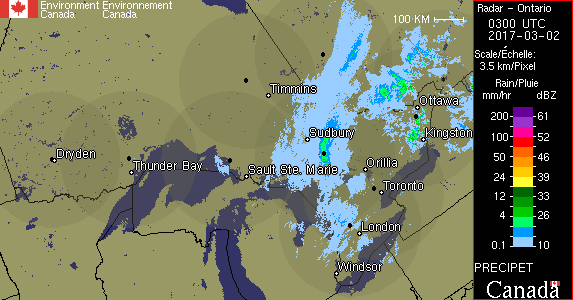 Environment Environnement
Canada Canada
100 KM
Timmins
Ottawa
Sudbury
Kingston
Dryden
Thunder Bay
Sault Ste. Marie
Orillia
Toronto
London
Windsor
Radar - Ontario
0300 UTC
2017-03-02
Scale/Échelle:
3.5 km/Pixel
Rain/Pluie
mm/hr dBZ
200 61
100 52
50 46
24 39
12 33
4 26
1 18
0.1 10
PRECIPET
Canada